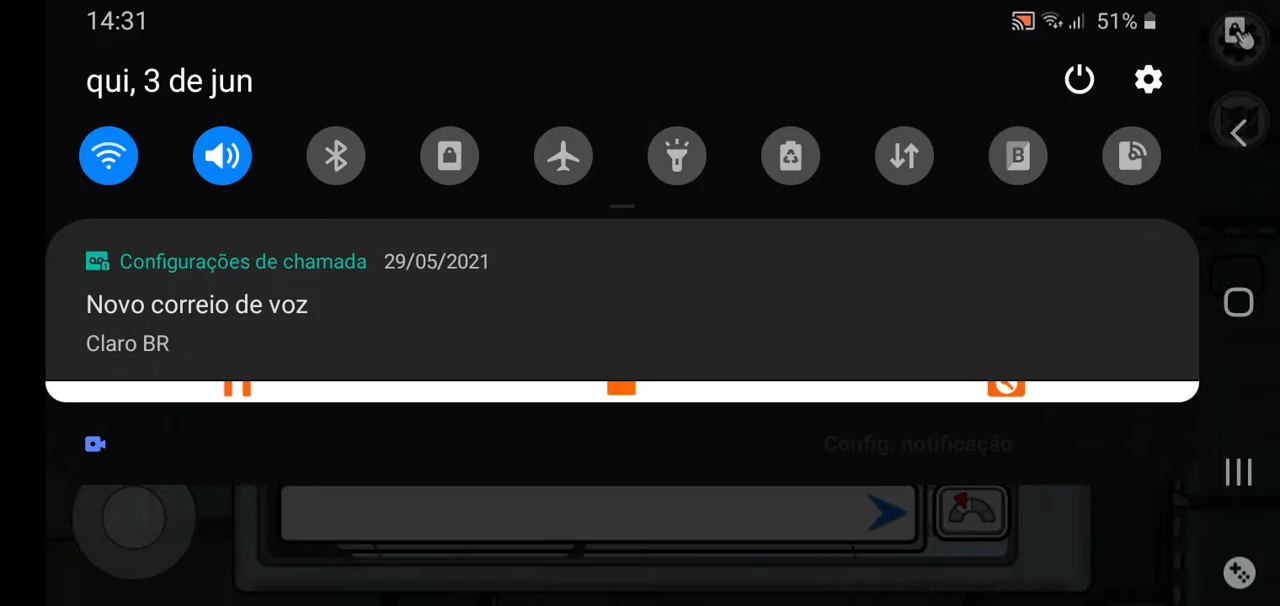 14:31
51%
qui, 3 de jun
B
Configurações de chamada 29/05/2021
Novo correio de voz
Claro BR
Config. notificação